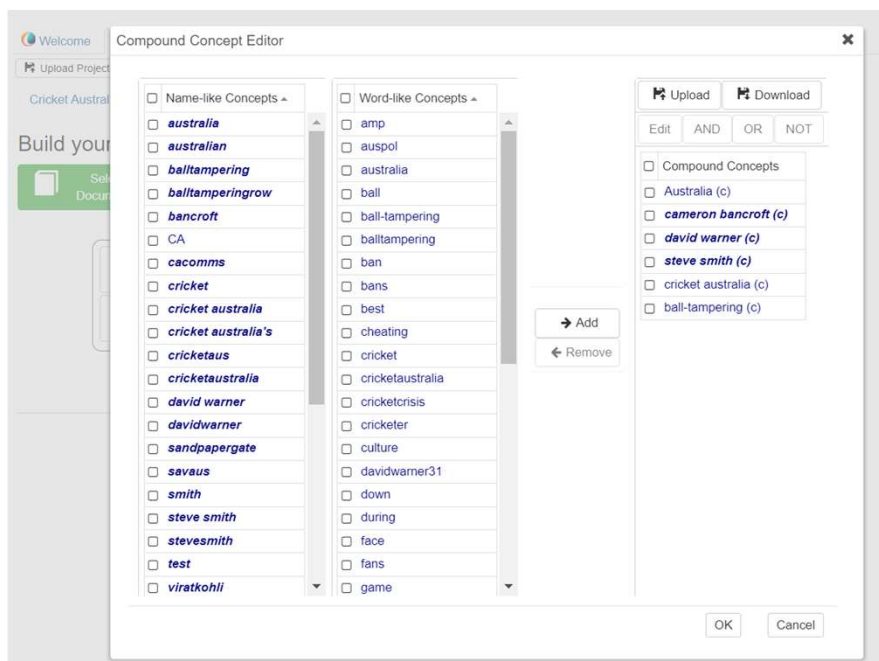 Welcome
Compound Concept Editor
Upload Project
Cricket Austral
Build your
Sel
Docum
Name-like Concepts
australia
australian
balltampering
balltamperingrow
bancroft
CA
cacomms
cricket
cricket australia
cricket australia's
cricketaus
cricketaustralia
david warner
davidwarner
sandpapergate
savaus
smith
steve smith
stevesmith
test
viratkohli
Word-like Concepts
amp
auspol
australia
ball
ball-tampering
balltampering
ban
bans
best
cheating
cricket
cricketaustralia
cricketcrisis
cricketer
culture
davidwarner31
down
during
face
fans
game
Add
Remove
Upload Download
Edit AND OR NOT
Compound Concepts
Australia (c)
cameron bancroft (c)
david warner (c)
steve smith (c)
cricket australia (c)
ball-tampering (c)
OK Cancel